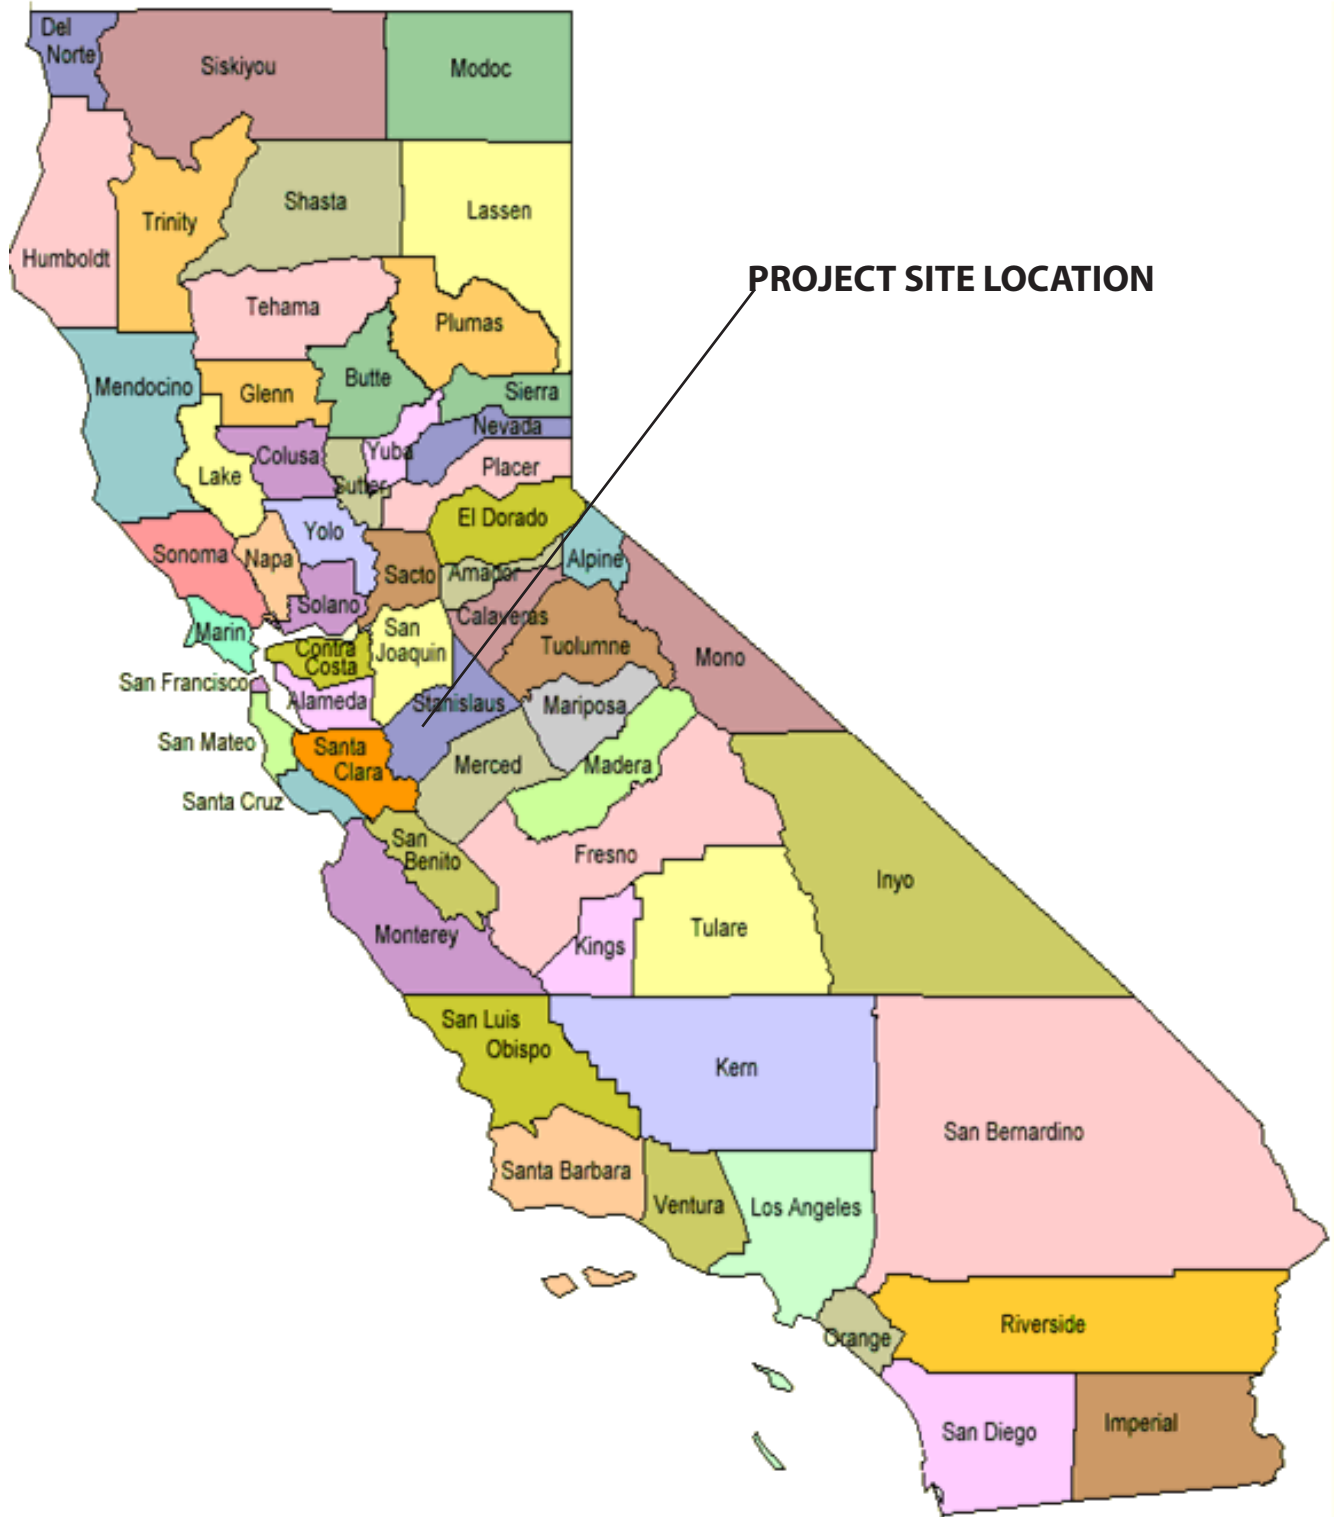 Del
Norte
Siskiyou
Modoc
Shasta
Lassen
Trinity
Humboldt
PROJECT SITE LOCATION
Tehama
Plumas
Mendocino
Glenn
Butte
Sierra
Nevada
Colusa
Yuba
Placer
Lake
Sutter
El Dorado
Yolo
Sonoma
Napa
Sacto
Amador
Alpine
Solano
Calaveras
Marin
San
Joaquin
Contra
Costa
Tuolumne
Mono
San Francisco
Alameda
Stanislaus
Mariposa
San Mateo
Santa
Clara
Merced
Madera
Santa Cruz
San
Benito
Fresno
Inyo
Monterey
Kings
Tulare
San Luis
Obispo
Kern
San Bernardino
Santa Barbara
Ventura
Los Angeles
Orange
Riverside
San Diego
Imperial